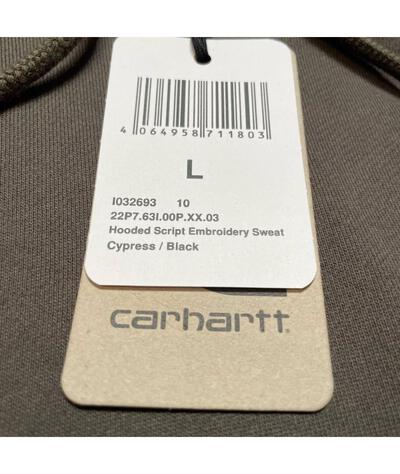 4 064958 711803
L
I032693 10
22P7.63I.00P.XX.03
Hooded Script Embroidery Sweat
Cypress / Black
carhartt